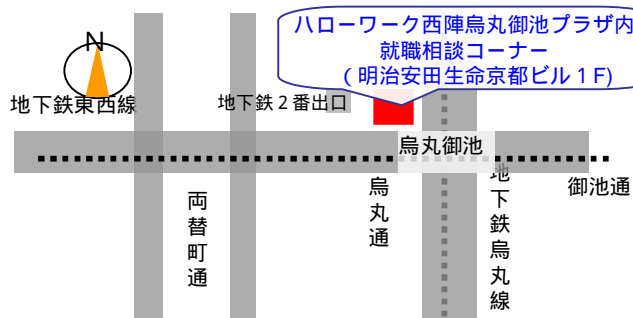 ハローワーク西陣烏丸御池プラザ内
就職相談コーナー
(明治安田生命京都ビル1F)
N
地下鉄東西線
地下鉄2番出口
烏丸御池
御池通
両替町通
烏丸通
地下鉄烏丸線